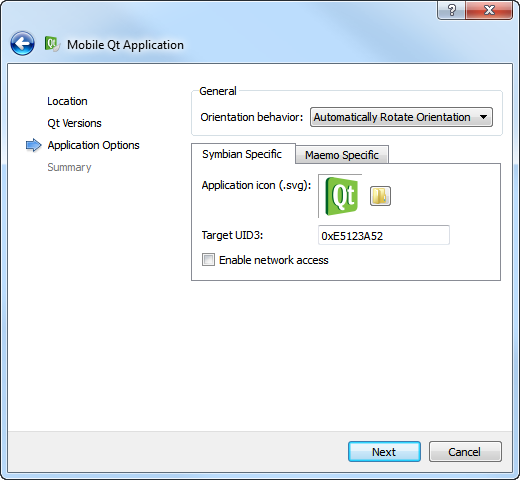 Mobile Qt Application
Location
Qt Versions
Application Options
Summary
General
Orientation behavior: Automatically Rotate Orientation
Symbian Specific Maemo Specific
Application icon (.svg): Qt
Target UID3: 0xE5123A52
Enable network access
Next Cancel